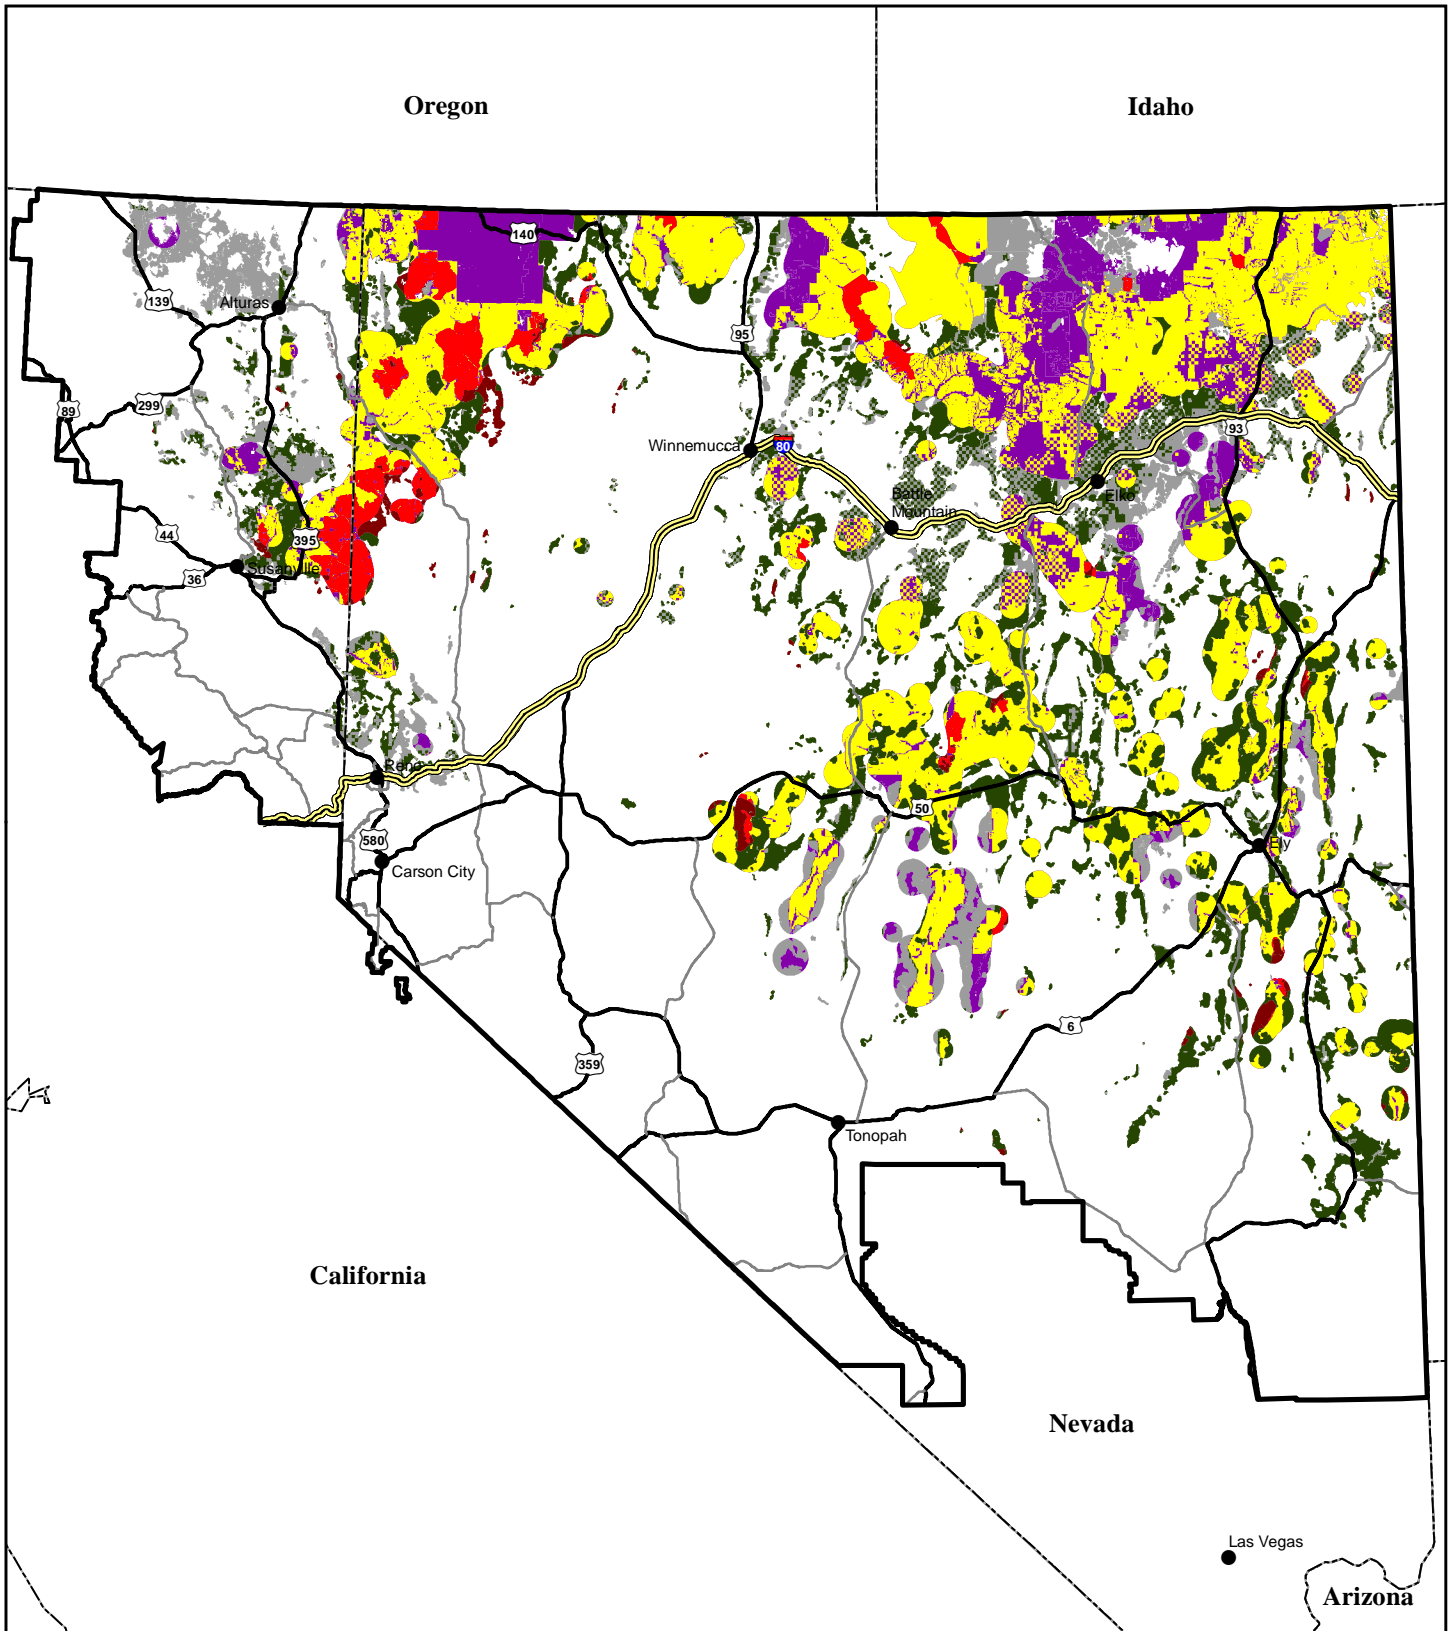 Oregon
Idaho
140
Alturas
139
95
89
299
93
Winnemucca
80
Elko
Battle
Mountain
44
395
Susanville
36
Reno
50
580
Ely
Carson City
6
359
Tonopah
California
Nevada
Las Vegas
Arizona